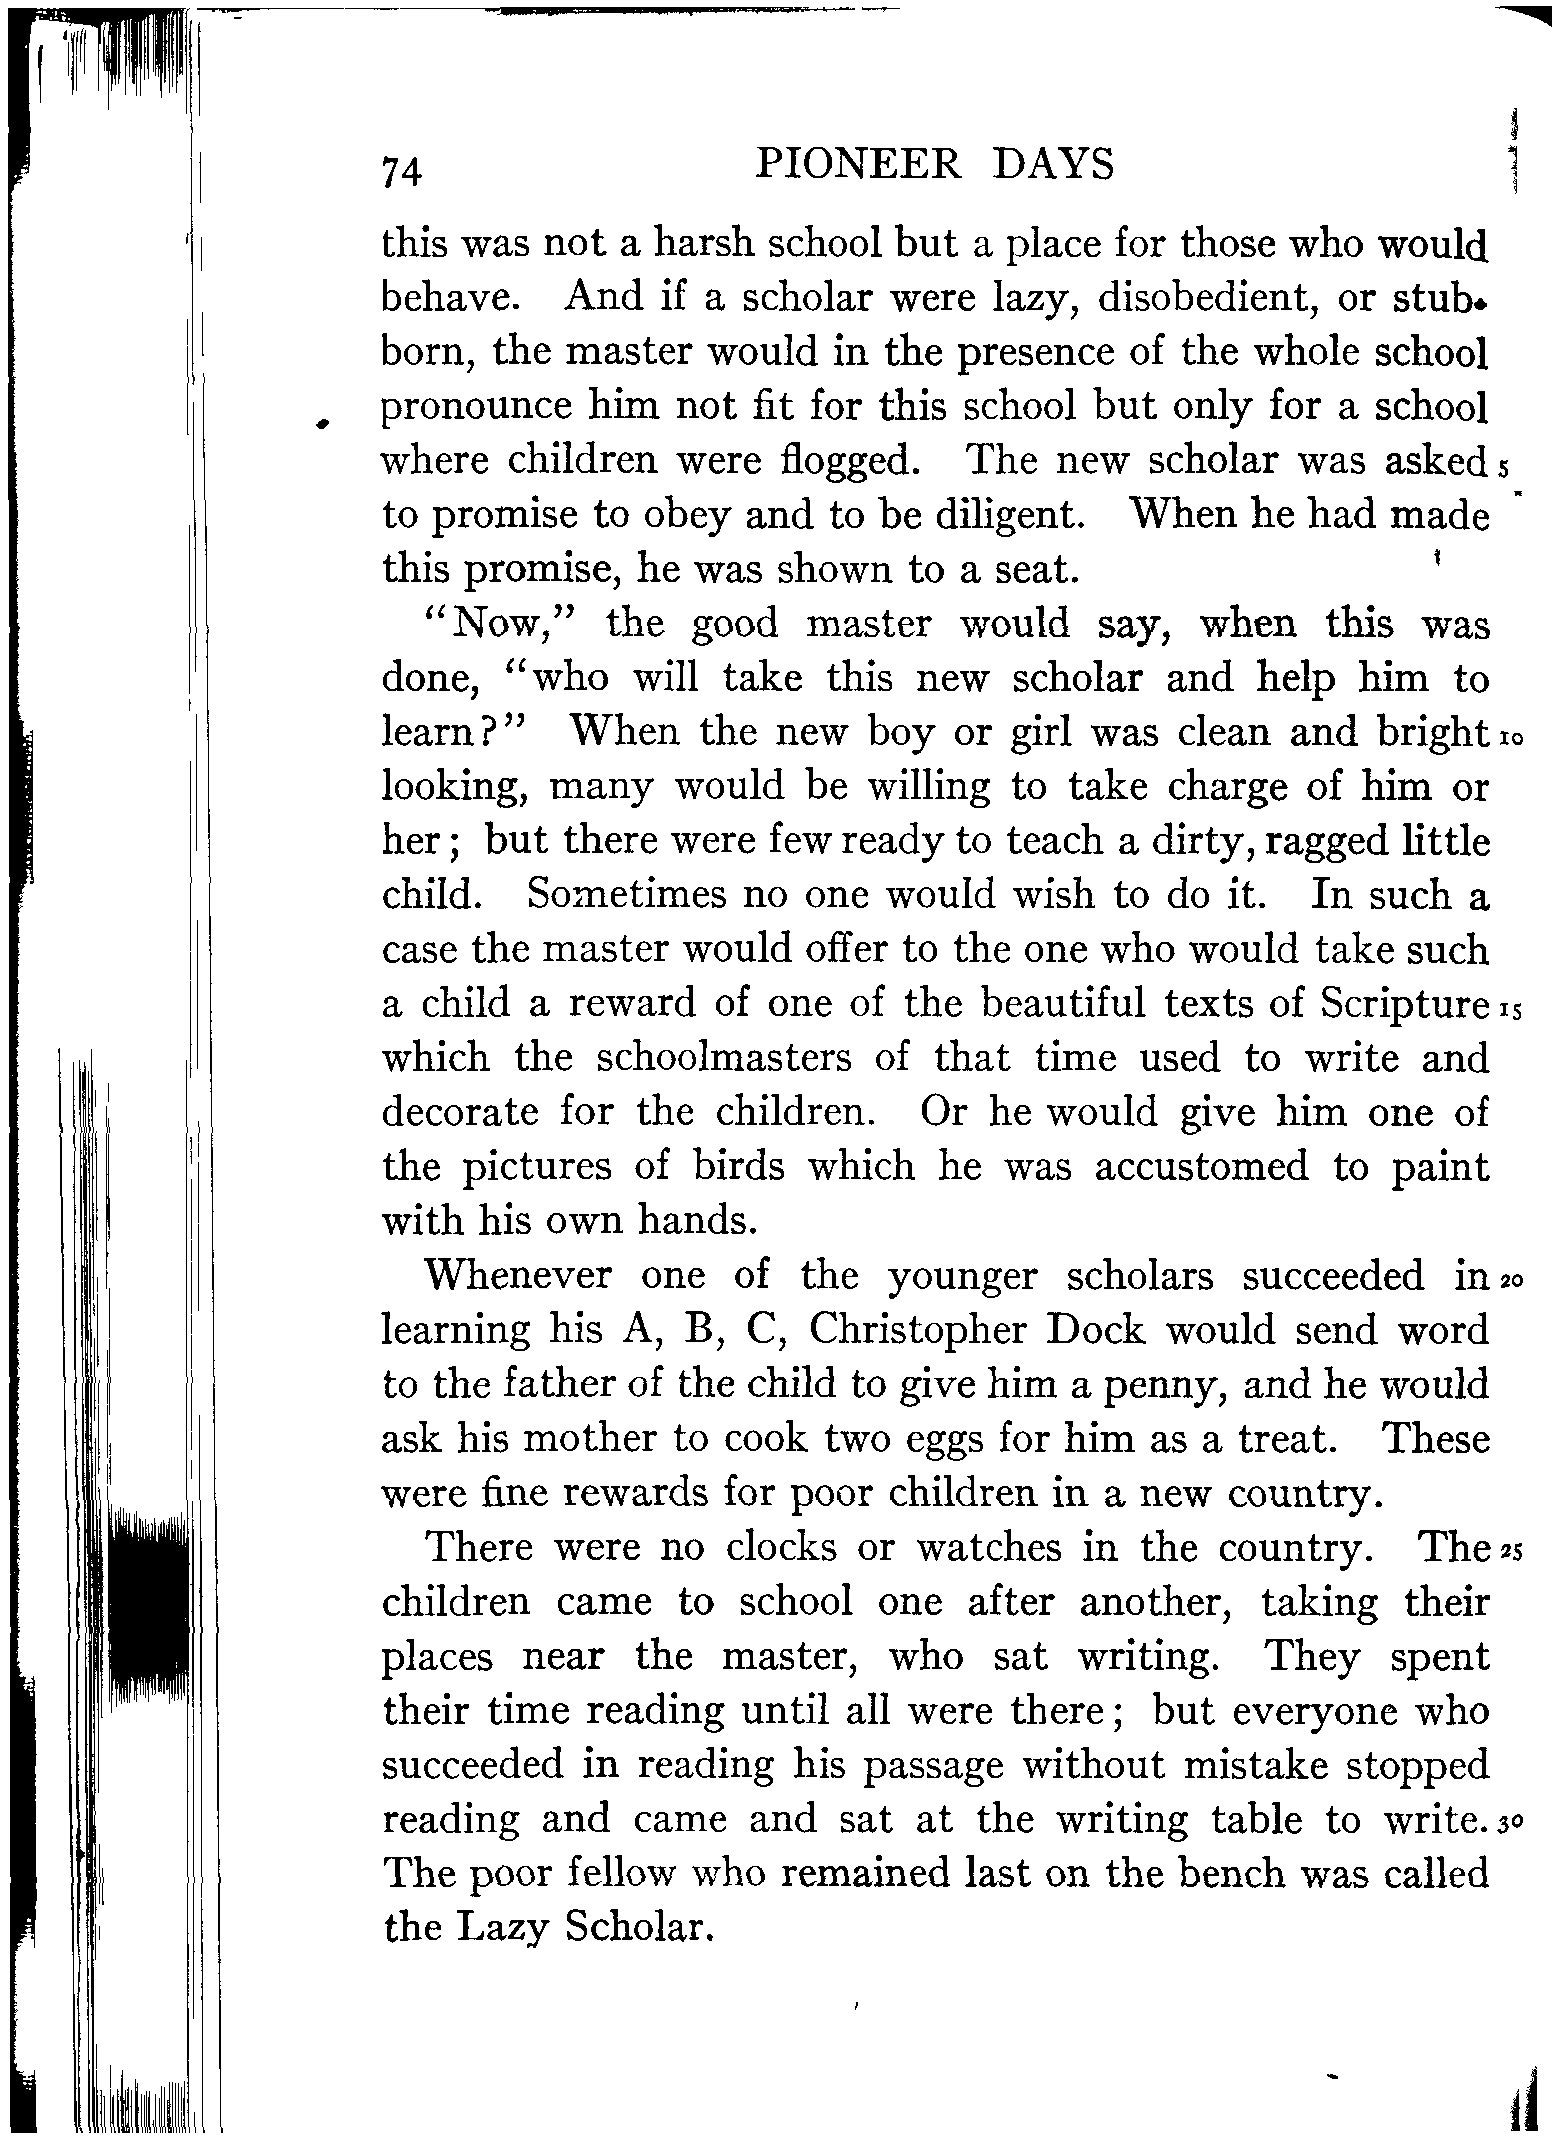 74 PIONEER DAYS
this was not a harsh school but a place for those who would
behave. And if a scholar were lazy, disobedient, or stub-
born, the master would in the presence of the whole school
pronounce him not fit for this school but only for a school
where children were flogged. The new scholar was asked 5
to promise to obey and to be diligent. When he had made
this promise, he was shown to a seat.
"Now," the good master would say, when this was
done, "who will take this new scholar and help him to
learn?" When the new boy or girl was clean and bright 10
looking, many would be willing to take charge of him or
her; but there were few ready to teach a dirty, ragged little
child. Sometimes no one would wish to do it. In such a
case the master would offer to the one who would take such
a child a reward of one of the beautiful texts of Scripture 15
which the schoolmasters of that time used to write and
decorate for the children. Or he would give him one of
the pictures of birds which he was accustomed to paint
with his own hands.
Whenever one of the younger scholars succeeded in 20
learning his A, B, C, Christopher Dock would send word
to the father of the child to give him a penny, and he would
ask his mother to cook two eggs for him as a treat. These
were fine rewards for poor children in a new country.
There were no clocks or watches in the country. The 25
children came to school one after another, taking their
places near the master, who sat writing. They spent
their time reading until all were there; but everyone who
succeeded in reading his passage without mistake stopped
reading and came and sat at the writing table to write. 30
The poor fellow who remained last on the bench was called
the Lazy Scholar.